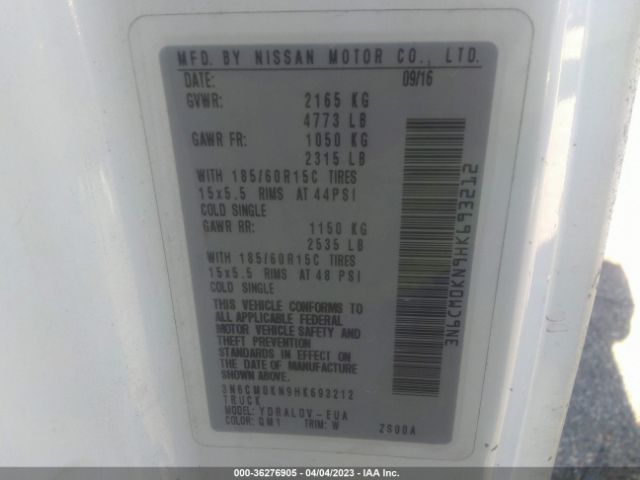 MFD. BY NISSAN MOTOR CO., LTD.
DATE: 09/16
GVWR: 2165 KG
4773 LB
GAWR FR: 1050 KG
2315 LB
WITH 185/60R15C TIRES
15x5.5 RIMS AT 44PSI
COLD SINGLE
GAWR RR: 1150 KG
2535 LB
WITH 185/60R15C TIRES
15x5.5 RIMS AT 48 PSI
COLD SINGLE
THIS VEHICLE CONFORMS TO
ALL APPLICABLE FEDERAL
MOTOR VEHICLE SAFETY AND
THEFT PREVENTION
STANDARDS IN EFFECT ON
THE DATE OF MANUFACTURE
SHOWN ABOVE.
3N6CM0KN9HK693212
TRUCK
MODEL: YDRALDV-EUA
COLOR: QM1 TRIM: W 2S00A
3N6CM0KN9HK693212
000-36276905 - 04/04/2023 - IAA Inc.